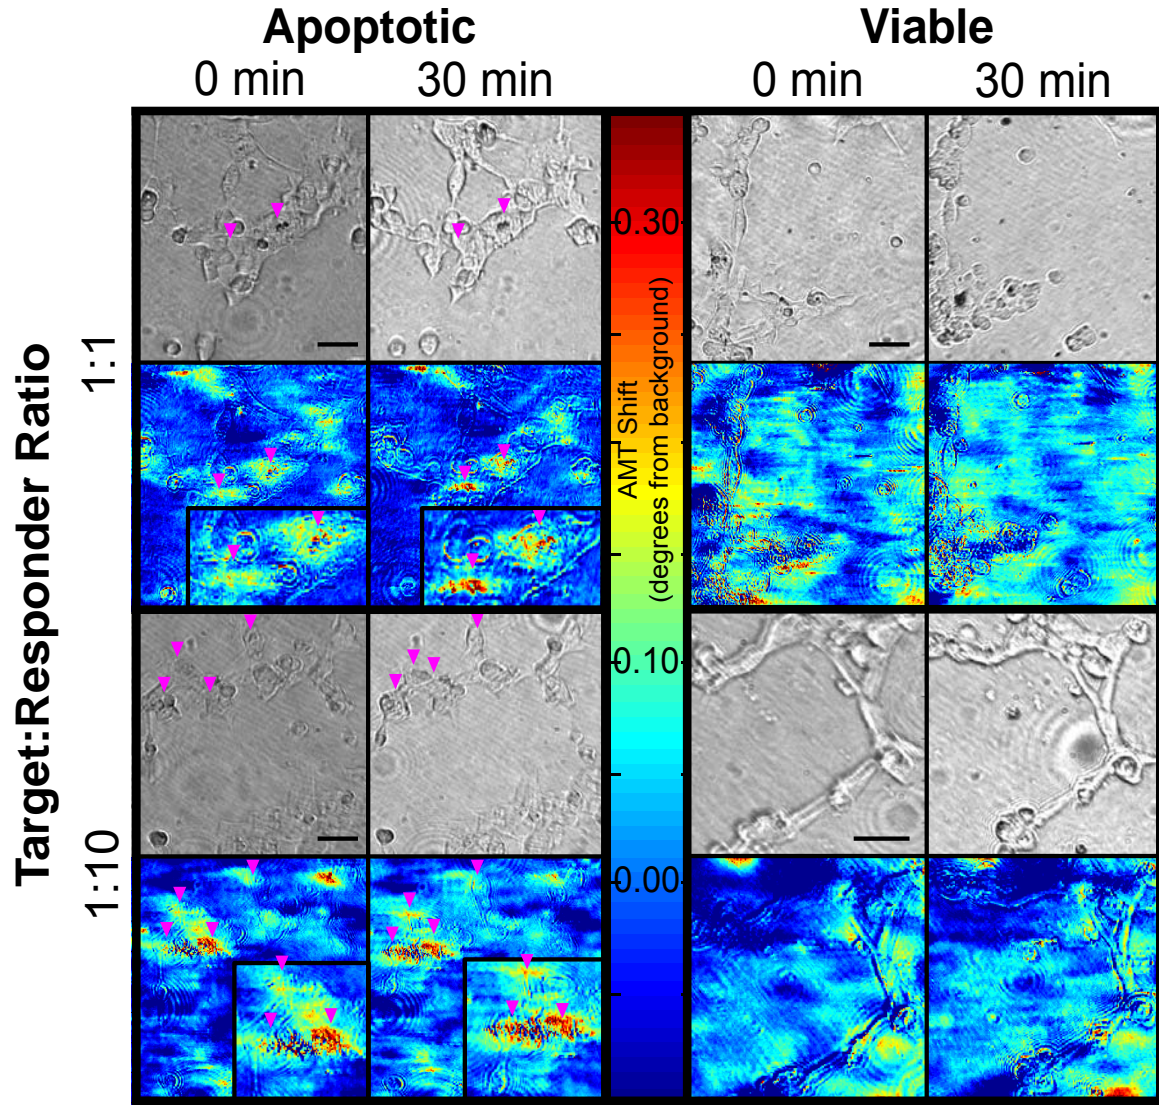 Apoptotic
Viable
0 min
30 min
0 min
30 min
Target:Responder Ratio
1:1
1:10
0.30
0.10
0.00
AMT Shift
(degrees from background)